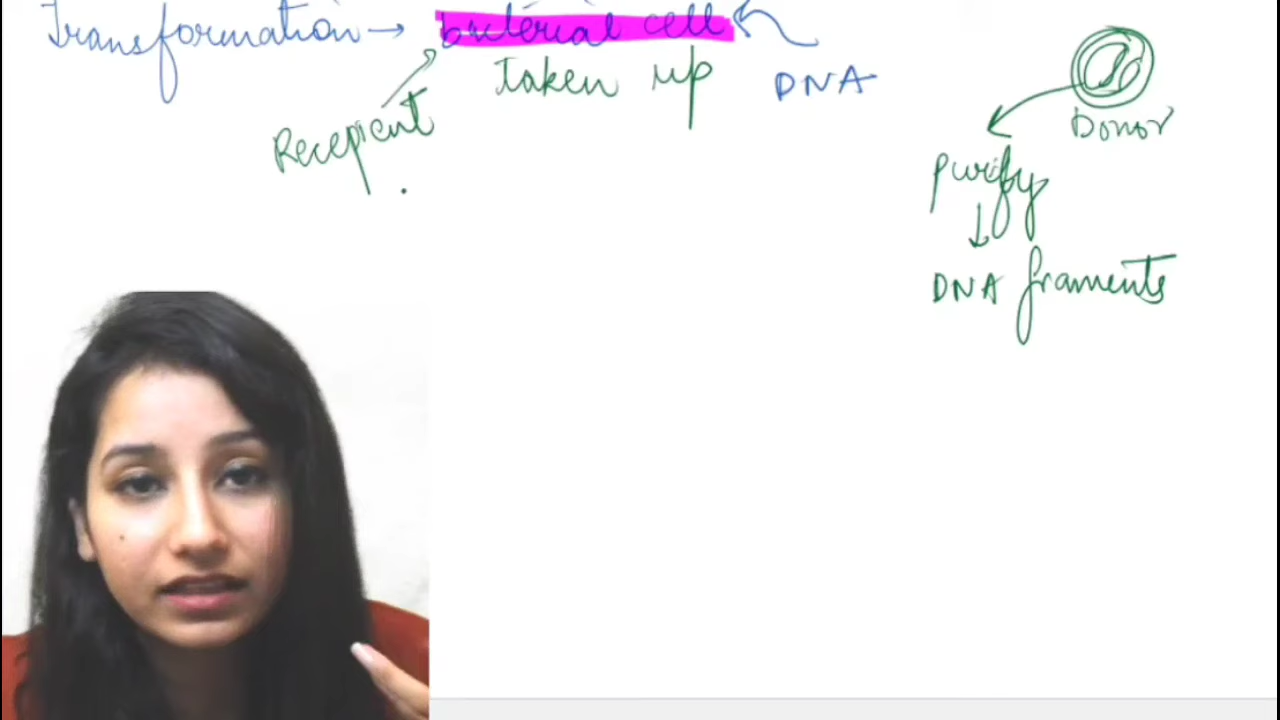 Transformation → bacterial cell
taken up DNA
Recepient
Donor
purify
↓
DNA framents